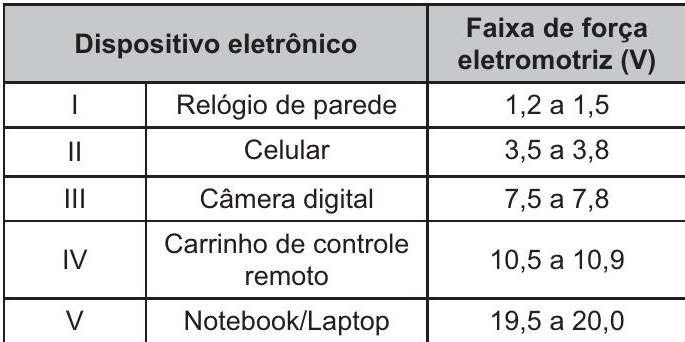 Dispositivo eletrônico
Faixa de força
eletromotriz (V)
I Relógio de parede 1,2 a 1,5
II Celular 3,5 a 3,8
III Câmera digital 7,5 a 7,8
IV Carrinho de controle
remoto 10,5 a 10,9
V Notebook/Laptop 19,5 a 20,0